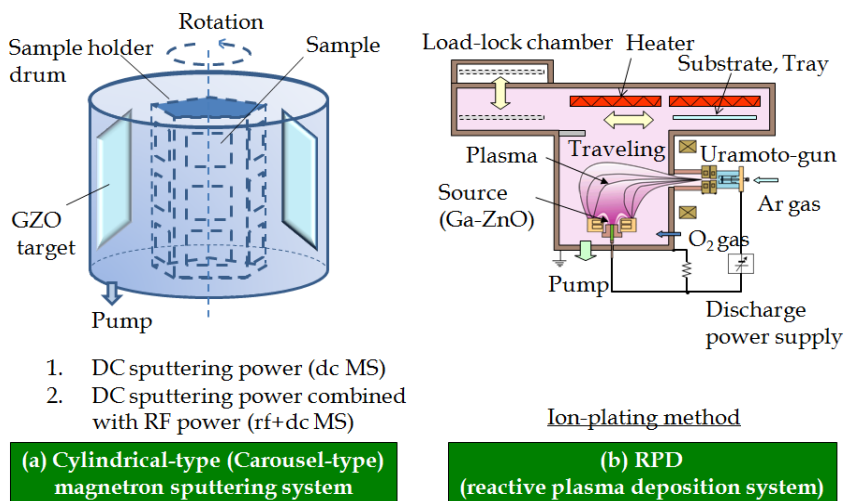 Rotation
Sample holder
drum
Sample
GZO
target
Pump
1. DC sputtering power (dc MS)
2. DC sputtering power combined
with RF power (rf+dc MS)
(a) Cylindrical-type (Carousel-type)
magnetron sputtering system
Load-lock chamber
Heater
Substrate, Tray
Traveling
Plasma
Uramoto-gun
Source
(Ga-ZnO)
Ar gas
O₂ gas
Pump
Discharge
power supply
Ion-plating method
(b) RPD
(reactive plasma deposition system)